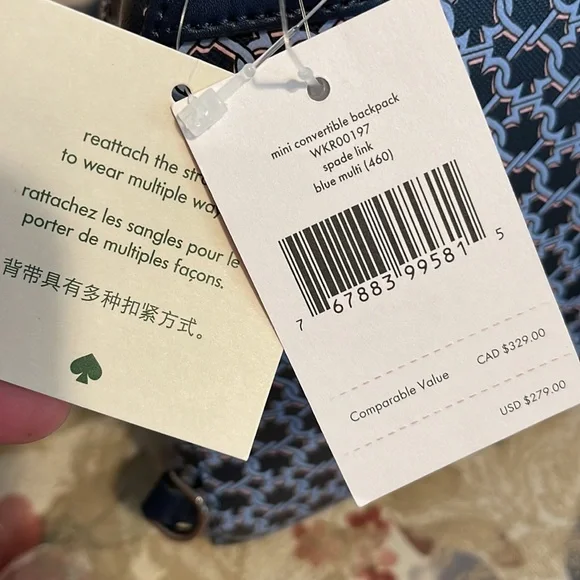 reattach the
to wear multiple
rattachez les sangles pour le
porter de multiples façons.
背带具有多种扣紧方式。
mini convertible backpack
WKR00197
spade link
blue multi (460)
7 67883 99581 5
Comparable Value CAD $329.00
USD $279.00